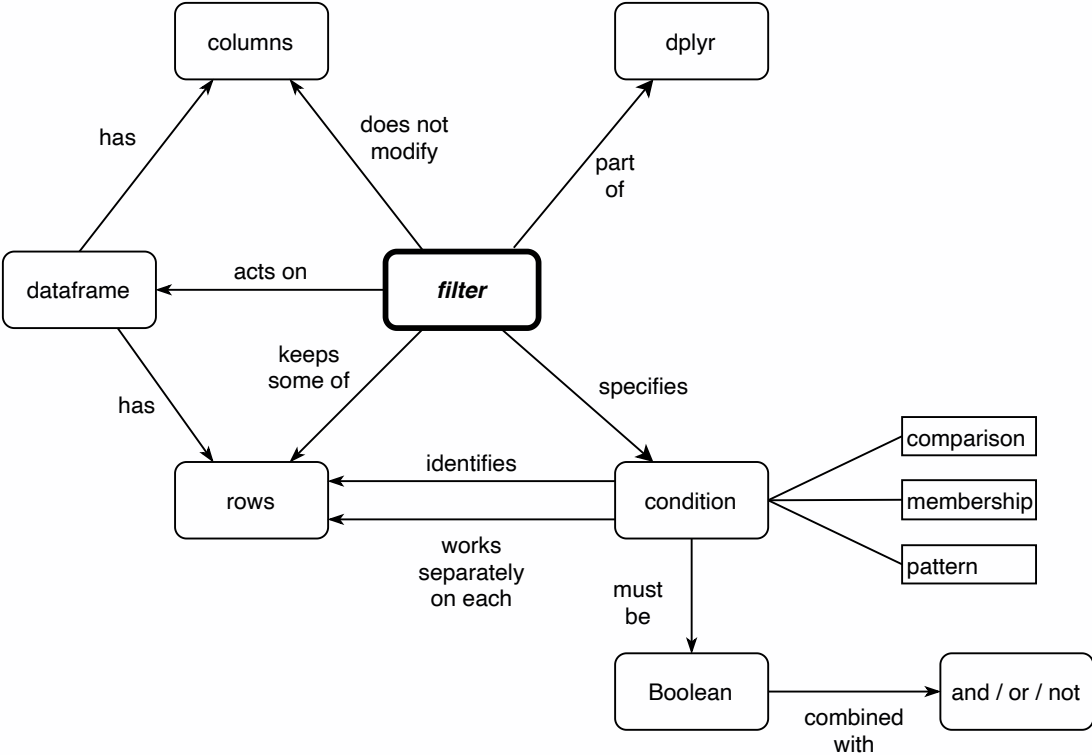 columns
dplyr
has
does not
modify
part
of
dataframe
acts on
filter
keeps
some of
specifies
has
comparison
identifies
rows
condition
membership
works
separately
on each
pattern
must
be
Boolean
and / or / not
combined
with